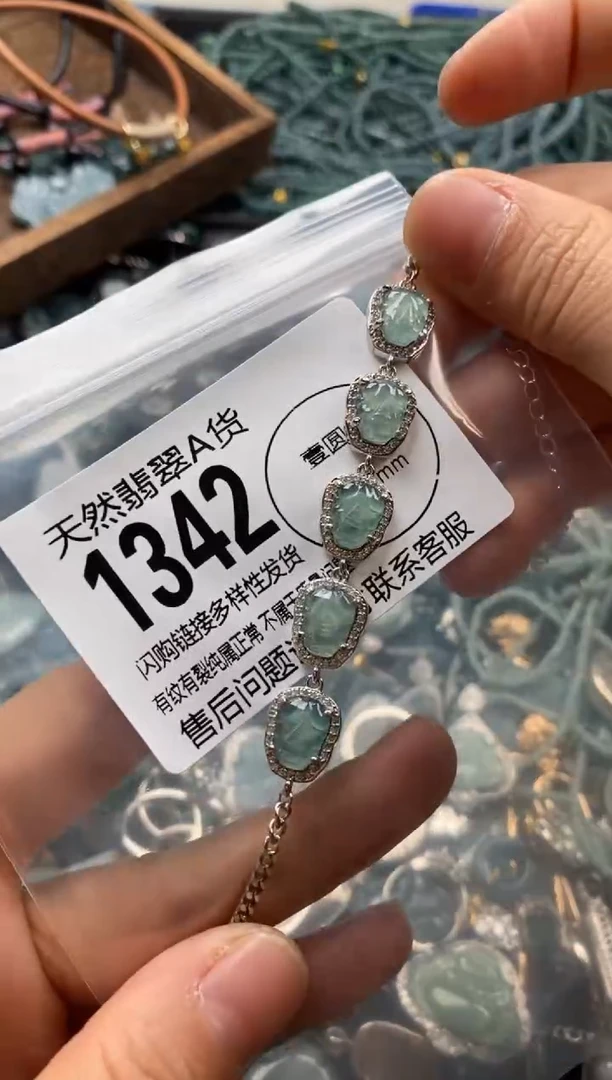 天然翡翠A货
1342
壹圆
mm
闪购链接多样性发货
有纹有裂纯属正常 不属于
售后问题
联系客服